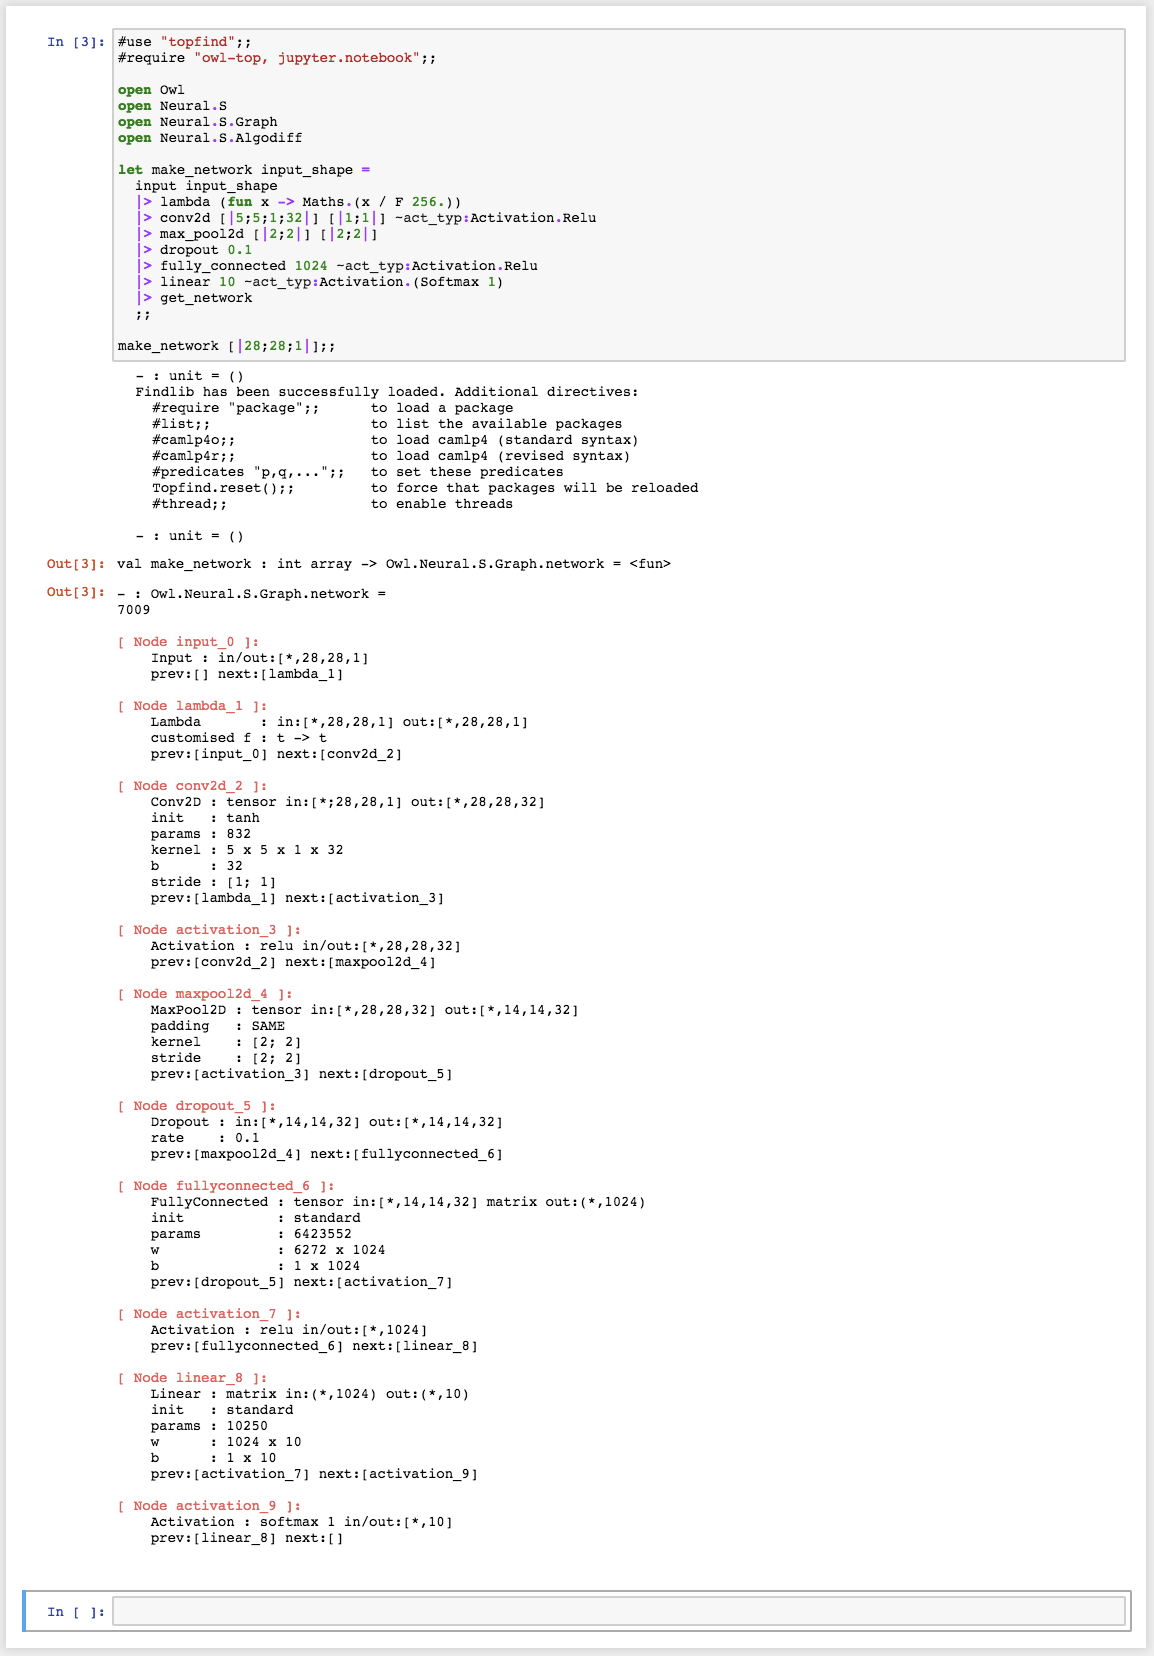 In [3]: #use "topfind";;
#require "owl-top, jupyter.notebook";;

open Owl
open Neural.S
open Neural.S.Graph
open Neural.S.Algodiff

let make_network input_shape =
  input input_shape
  |> lambda (fun x -> Maths.(x / F 256.))
  |> conv2d [|5;5;1;32|] [|1;1|] ~act_typ:Activation.Relu
  |> max_pool2d [|2;2|] [|2;2|]
  |> dropout 0.1
  |> fully_connected 1024 ~act_typ:Activation.Relu
  |> linear 10 ~act_typ:Activation.(Softmax 1)
  |> get_network
  ;;

make_network [|28;28;1|];;
- : unit = ()
Findlib has been successfully loaded. Additional directives:
  #require "package";;      to load a package
  #list;;                   to list the available packages
  #camlp4o;;                to load camlp4 (standard syntax)
  #camlp4r;;                to load camlp4 (revised syntax)
  #predicates "p,q,...";;   to set these predicates
  Topfind.reset();;         to force that packages will be reloaded
  #thread;;                 to enable threads

- : unit = ()
Out[3]: val make_network : int array -> Owl.Neural.S.Graph.network = <fun>
Out[3]: - : Owl.Neural.S.Graph.network =
7009

[ Node input_0 ]:
    Input : in/out:[*,28,28,1]
    prev:[] next:[lambda_1]

[ Node lambda_1 ]:
    Lambda       : in:[*,28,28,1] out:[*,28,28,1]
    customised f : t -> t
    prev:[input_0] next:[conv2d_2]

[ Node conv2d_2 ]:
    Conv2D : tensor in:[*;28,28,1] out:[*,28,28,32]
    init   : tanh
    params : 832
    kernel : 5 x 5 x 1 x 32
    b      : 32
    stride : [1; 1]
    prev:[lambda_1] next:[activation_3]

[ Node activation_3 ]:
    Activation : relu in/out:[*,28,28,32]
    prev:[conv2d_2] next:[maxpool2d_4]

[ Node maxpool2d_4 ]:
    MaxPool2D : tensor in:[*,28,28,32] out:[*,14,14,32]
    padding   : SAME
    kernel    : [2; 2]
    stride    : [2; 2]
    prev:[activation_3] next:[dropout_5]

[ Node dropout_5 ]:
    Dropout : in:[*,14,14,32] out:[*,14,14,32]
    rate    : 0.1
    prev:[maxpool2d_4] next:[fullyconnected_6]

[ Node fullyconnected_6 ]:
    FullyConnected : tensor in:[*,14,14,32] matrix out:(*,1024)
    init           : standard
    params         : 6423552
    w              : 6272 x 1024
    b              : 1 x 1024
    prev:[dropout_5] next:[activation_7]

[ Node activation_7 ]:
    Activation : relu in/out:[*,1024]
    prev:[fullyconnected_6] next:[linear_8]

[ Node linear_8 ]:
    Linear : matrix in:(*,1024) out:(*,10)
    init   : standard
    params : 10250
    w      : 1024 x 10
    b      : 1 x 10
    prev:[activation_7] next:[activation_9]

[ Node activation_9 ]:
    Activation : softmax 1 in/out:[*,10]
    prev:[linear_8] next:[]

In [ ]: